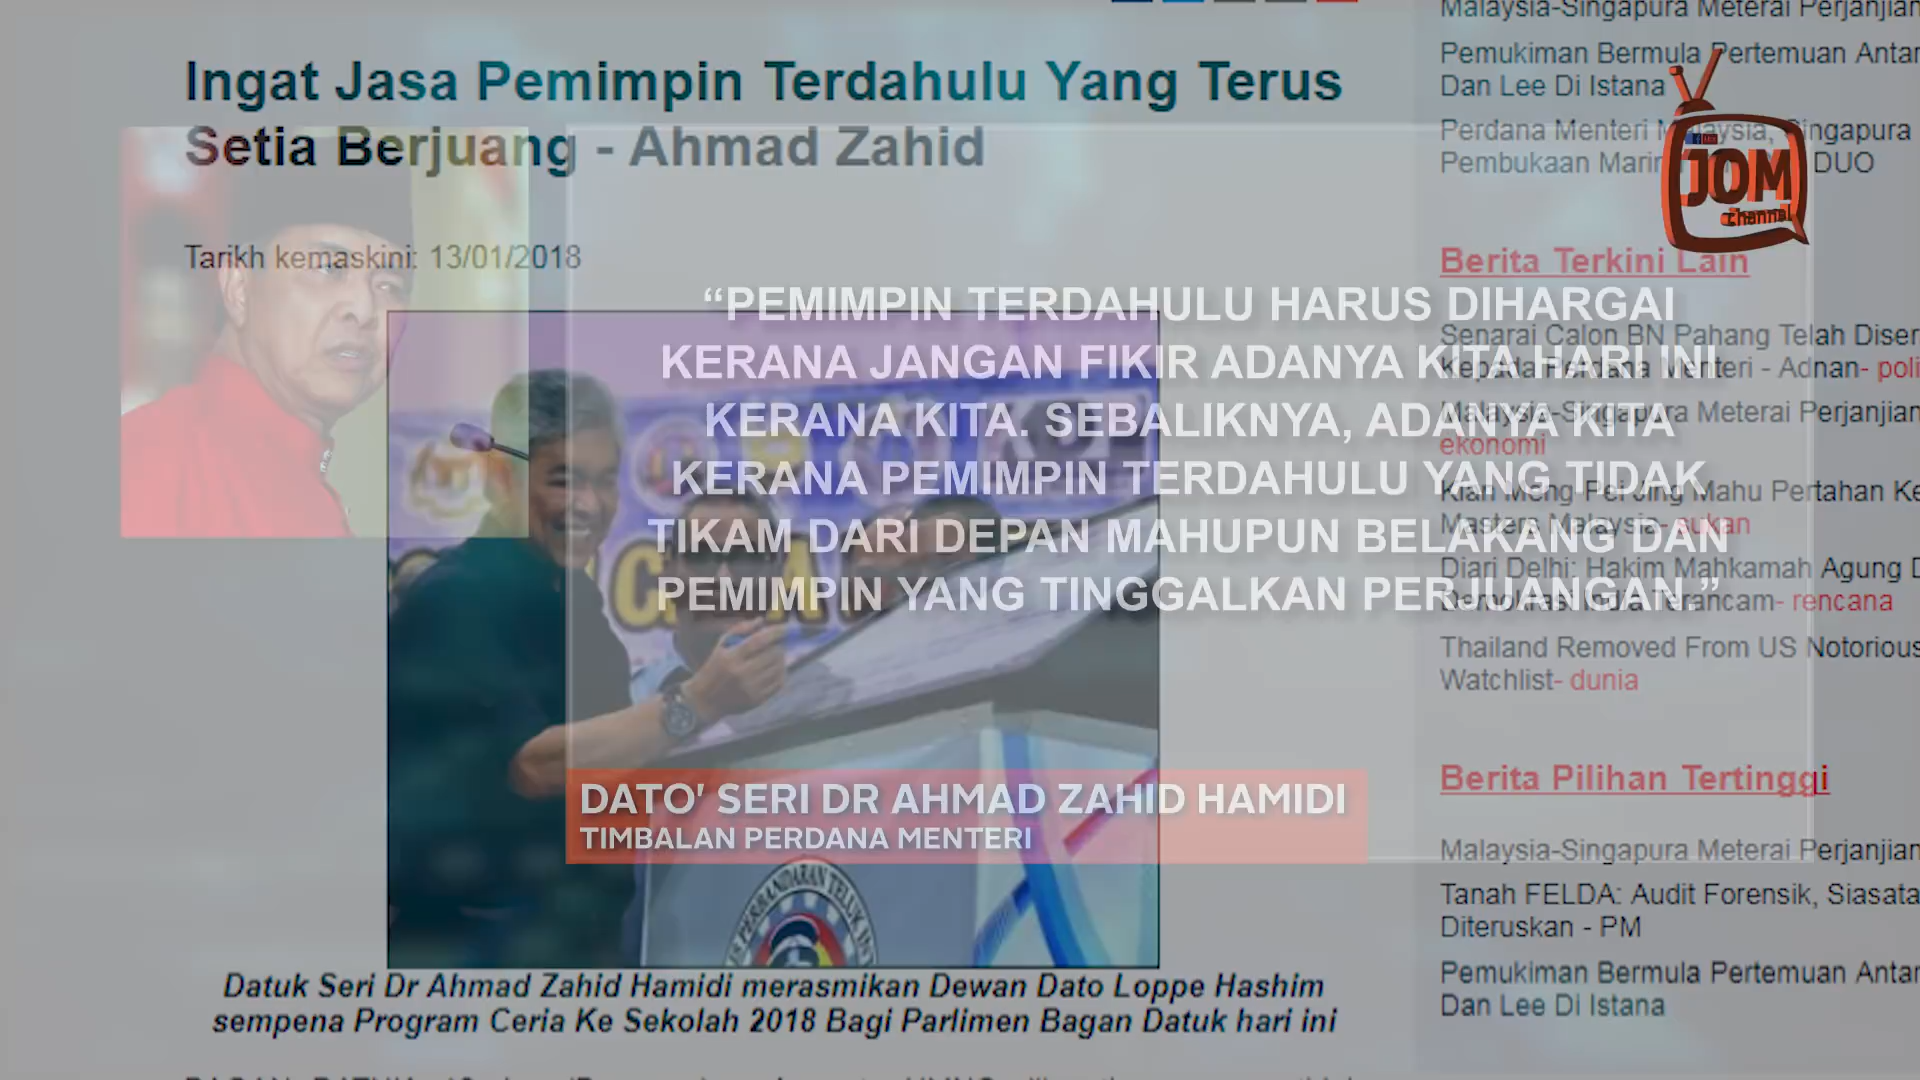 Ingat Jasa Pemimpin Terdahulu Yang Terus
Setia Berjuang - Ahmad Zahid
Tarikh kemaskini: 13/01/2018
“PEMIMPIN TERDAHULU HARUS DIHARGAI
KERANA JANGAN FIKIR ADANYA KITA HARI INI
KERANA KITA. SEBALIKNYA, ADANYA KITA
KERANA PEMIMPIN TERDAHULU YANG TIDAK
TIKAM DARI DEPAN MAHUPUN BELAKANG DAN
PEMIMPIN YANG TINGGALKAN PERJUANGAN.”
DATO' SERI DR AHMAD ZAHID HAMIDI
TIMBALAN PERDANA MENTERI
Datuk Seri Dr Ahmad Zahid Hamidi merasmikan Dewan Dato Loppe Hashim
sempena Program Ceria Ke Sekolah 2018 Bagi Parlimen Bagan Datuk hari ini
Malaysia-Singapura Meterai Perjanjian
Pemukiman Bermula Pertemuan Antar
Dan Lee Di Istana
Perdana Menteri Malaysia, Singapura
Pembukaan DUO
JOM
channel
Berita Terkini Lain
Senarai Calon BN Pahang Telah Diser
Kepada Perdana Menteri - Adnan- poli
Malaysia-Singapura Meterai Perjanjian
ekonomi
Kian Meng-Pei Jing Mahu Pertahan Ke
Masters Malaysia- sukan
Diari Delhi: Hakim Mahkamah Agung D
Demokrasi India Terancam- rencana
Thailand Removed From US Notorious
Watchlist- dunia
Berita Pilihan Tertinggi
Malaysia-Singapura Meterai Perjanjian
Tanah FELDA: Audit Forensik, Siasata
Diteruskan - PM
Pemukiman Bermula Pertemuan Antar
Dan Lee Di Istana